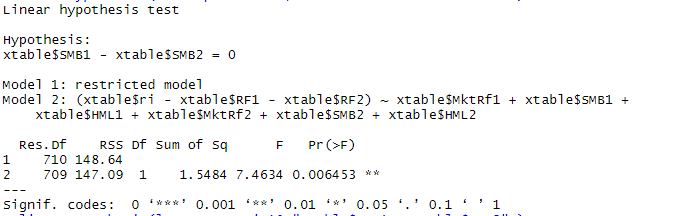 Linear hypothesis test
Hypothesis:
xtable$SMB1 - xtable$SMB2 = 0
Model 1: restricted model
Model 2: (xtable$ri - xtable$RF1 - xtable$RF2) ~ xtable$MktRf1 + xtable$SMB1 +
xtable$HML1 + xtable$MktRf2 + xtable$SMB2 + xtable$HML2
Res.Df RSS Df Sum of Sq F Pr(>F)
1 710 148.64
2 709 147.09 1 1.5484 7.4634 0.006453 **
---
Signif. codes: 0 ‘***’ 0.001 ‘**’ 0.01 ‘*’ 0.05 ‘.’ 0.1 ‘ ’ 1